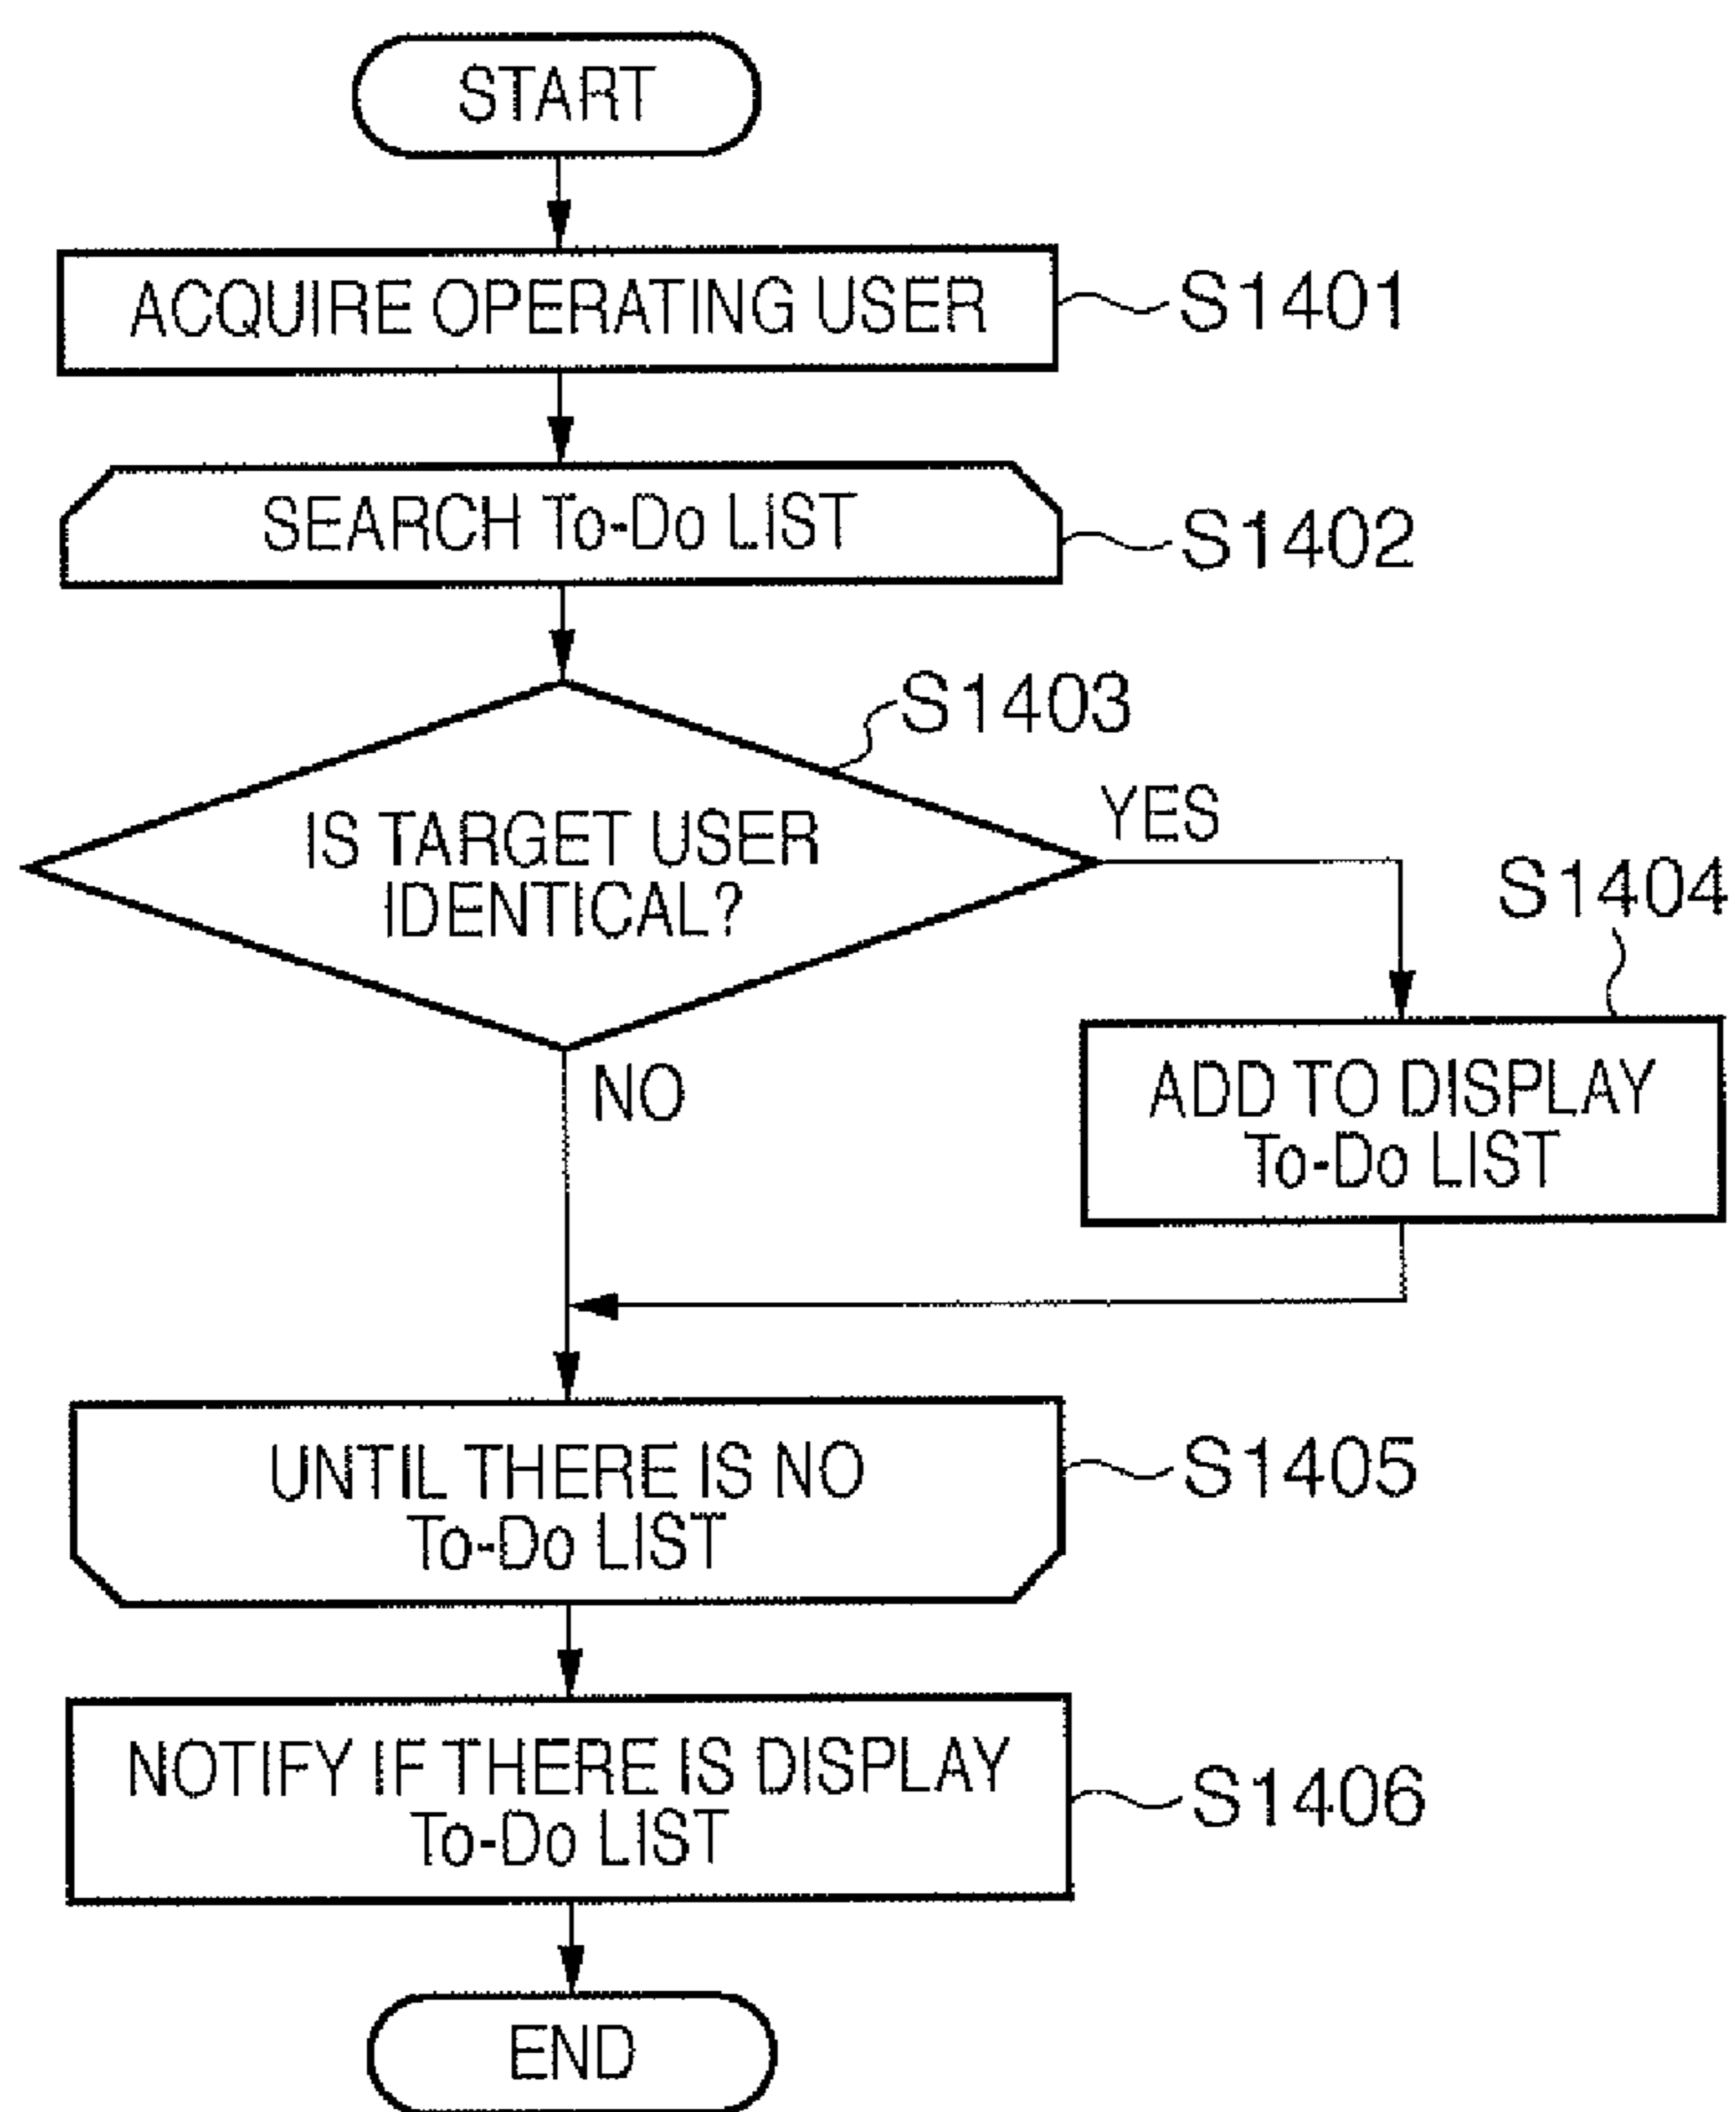 START
ACQUIRE OPERATING USER
S1401
SEARCH To-Do LIST
S1402
S1403
IS TARGET USER
IDENTICAL?
YES
S1404
ADD TO DISPLAY
To-Do LIST
NO
UNTIL THERE IS NO
To-Do LIST
S1405
NOTIFY IF THERE IS DISPLAY
To-Do LIST
S1406
END